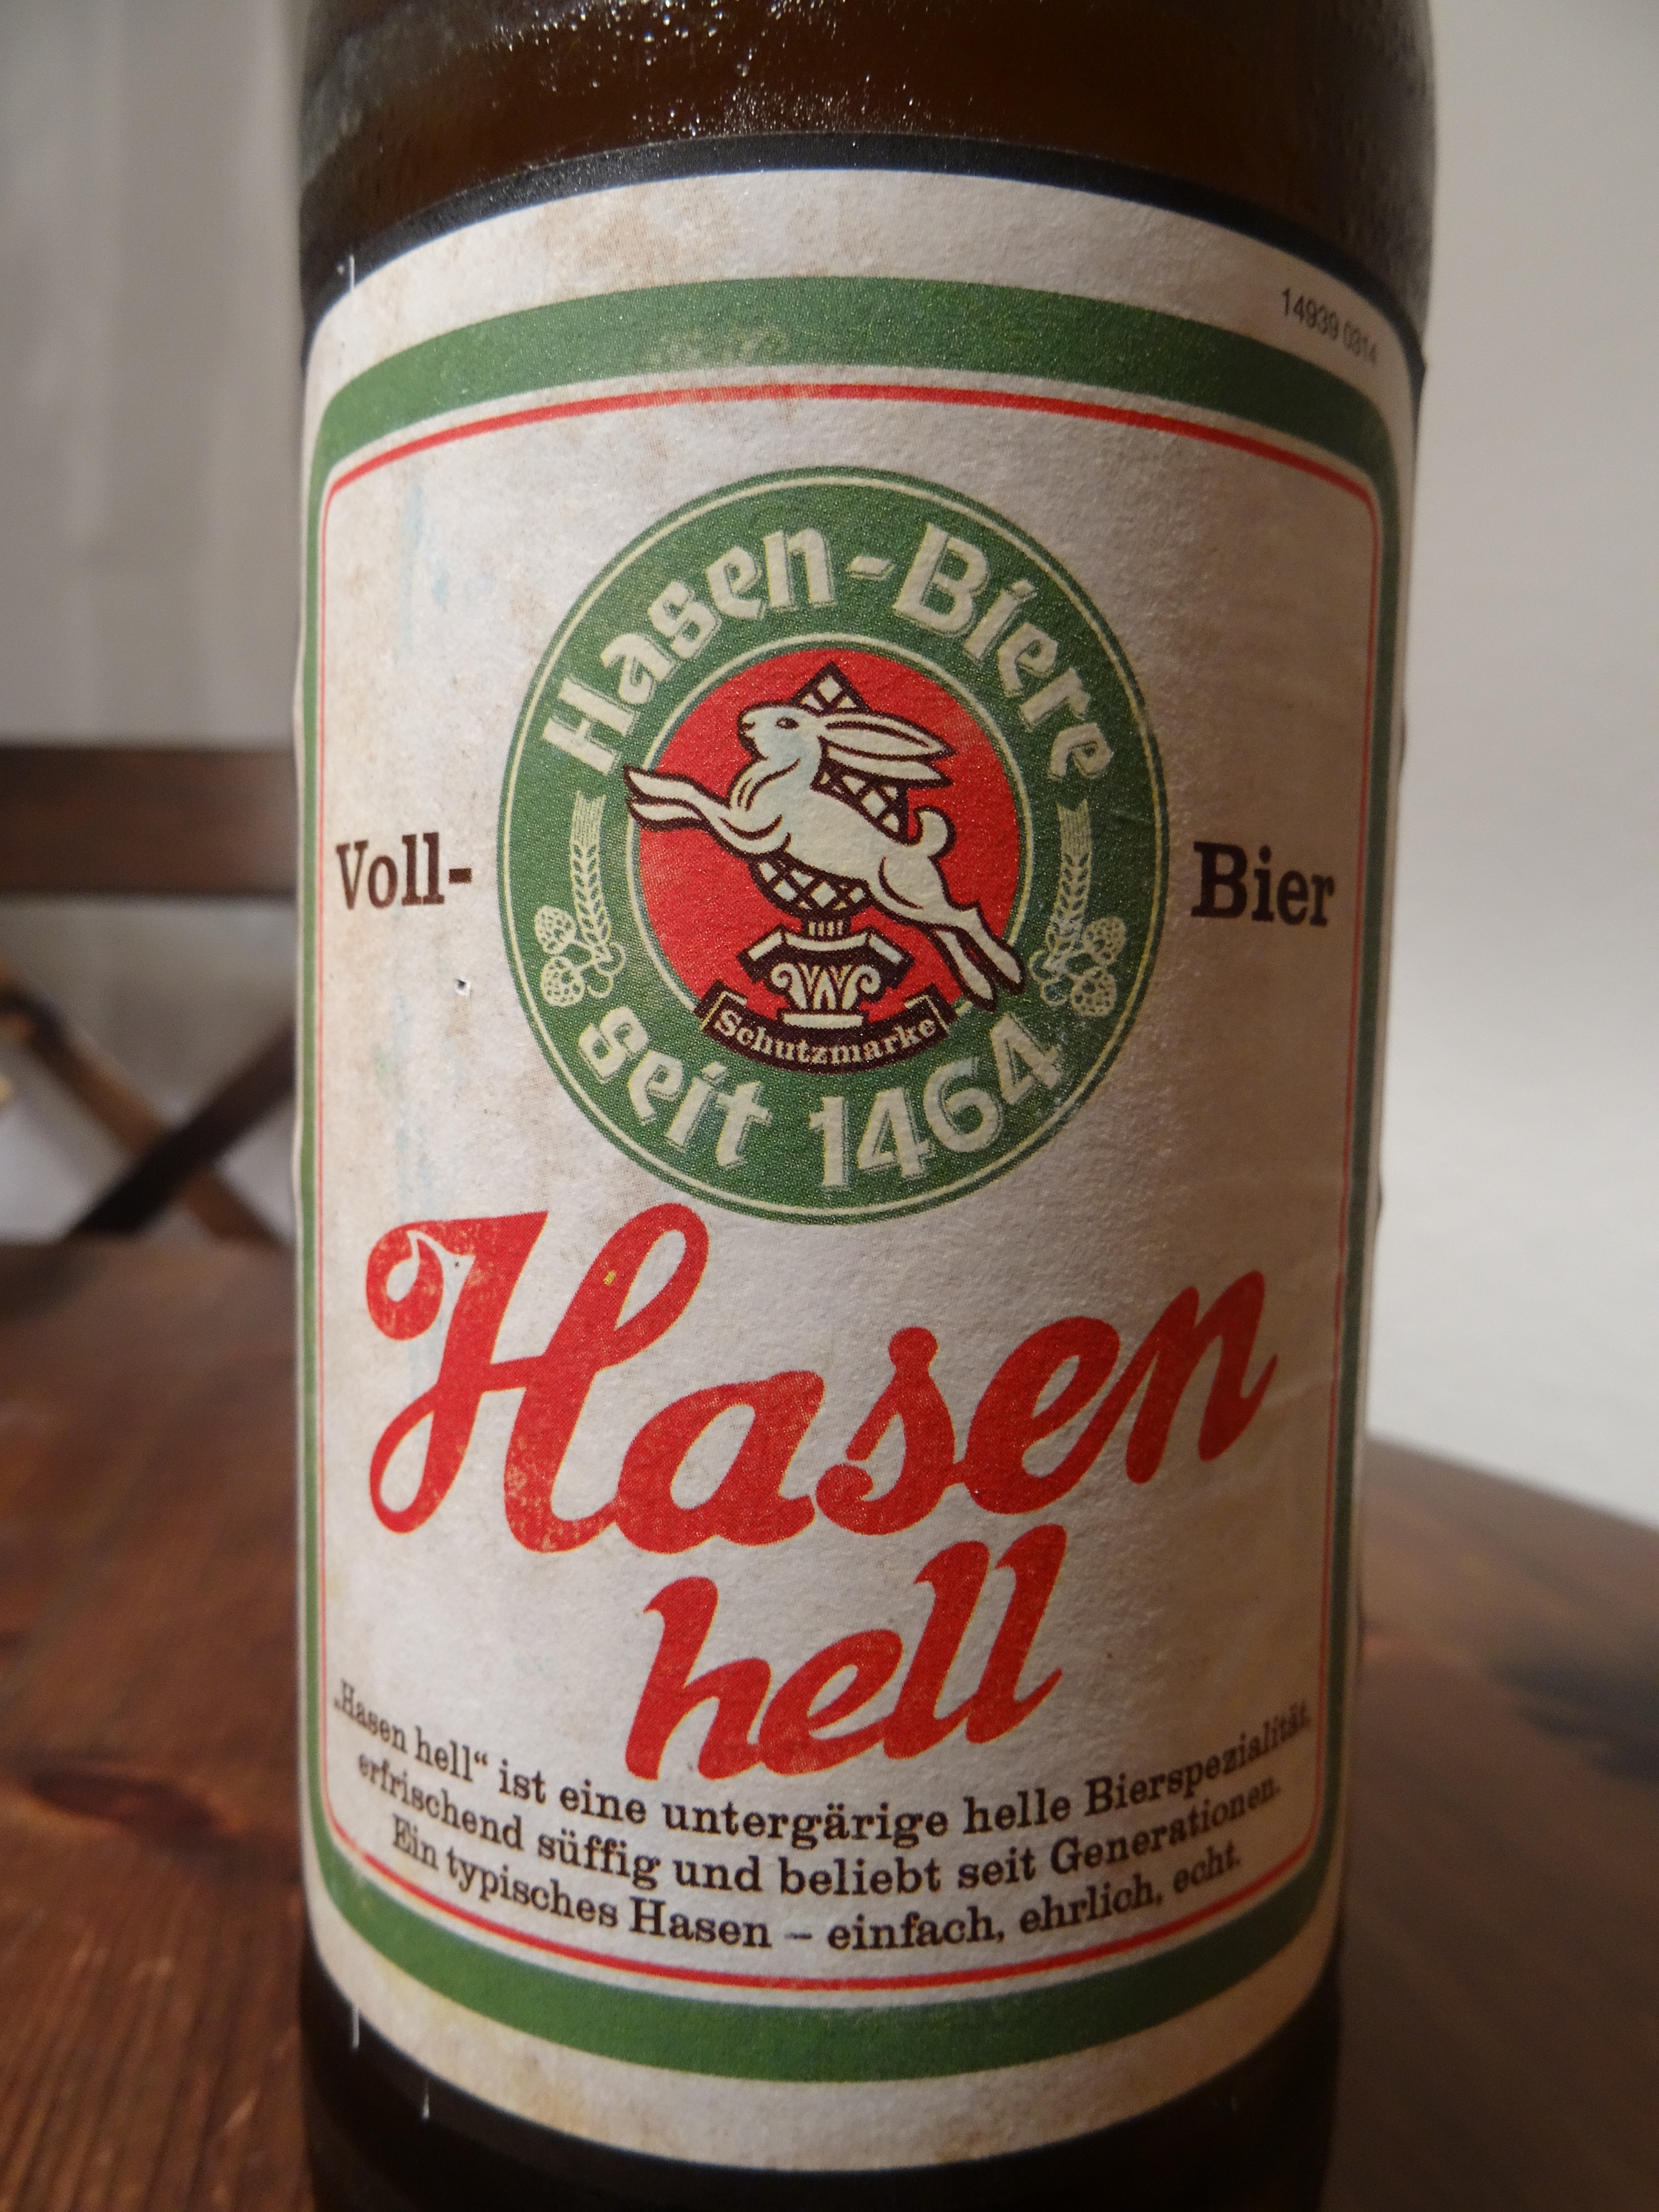 14939 0314
Hasen-Biere
Voll-
Bier
W
Schutzmarke
seit 1464
Hasen
hell
„Hasen hell“ ist eine untergärige helle Bierspezialität,
erfrischend süffig und beliebt seit Generationen.
Ein typisches Hasen – einfach, ehrlich, echt.